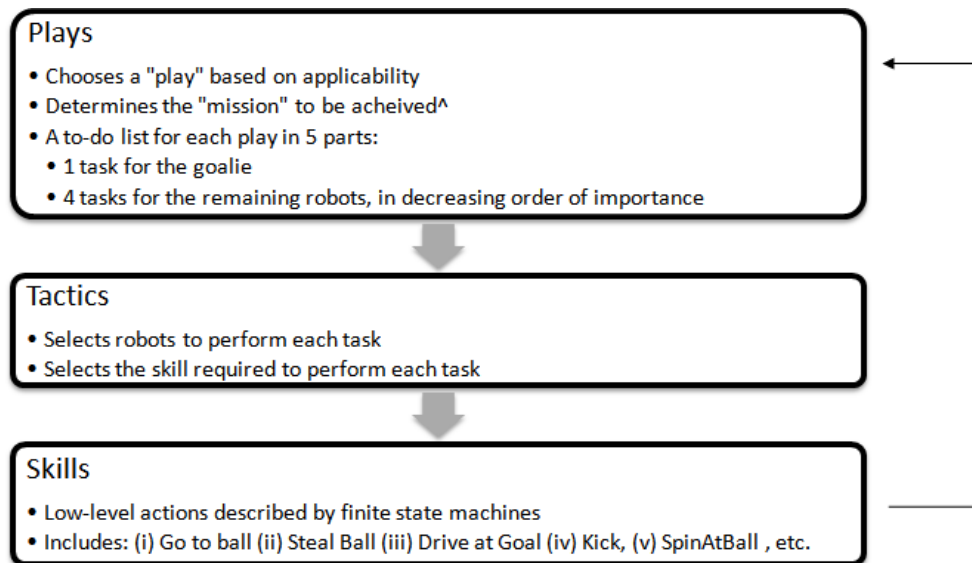 Plays
• Chooses a "play" based on applicability
• Determines the "mission" to be acheived^
• A to-do list for each play in 5 parts:
• 1 task for the goalie
• 4 tasks for the remaining robots, in decreasing order of importance
Tactics
• Selects robots to perform each task
• Selects the skill required to perform each task
Skills
• Low-level actions described by finite state machines
• Includes: (i) Go to ball (ii) Steal Ball (iii) Drive at Goal (iv) Kick, (v) SpinAtBall , etc.